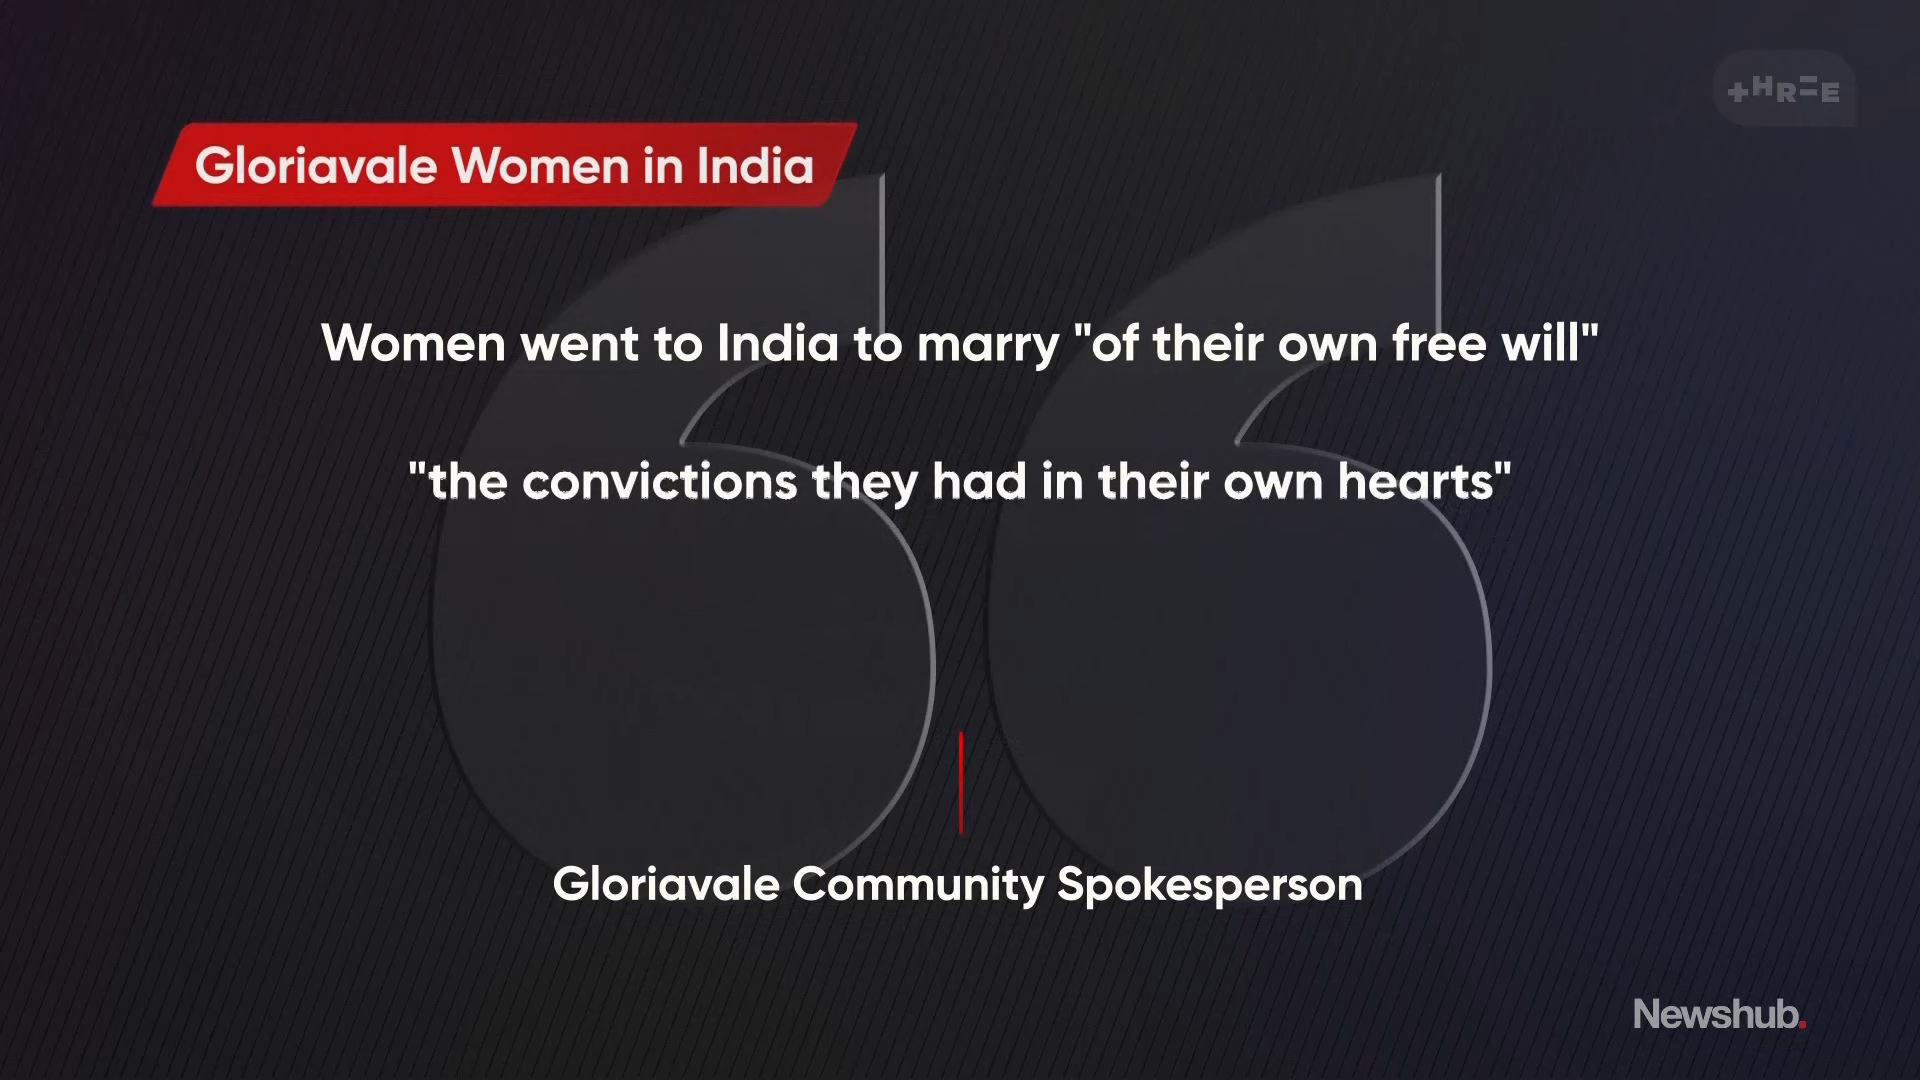 +HR=E
Gloriavale Women in India
Women went to India to marry "of their own free will"
"the convictions they had in their own hearts"
Gloriavale Community Spokesperson
Newshub.